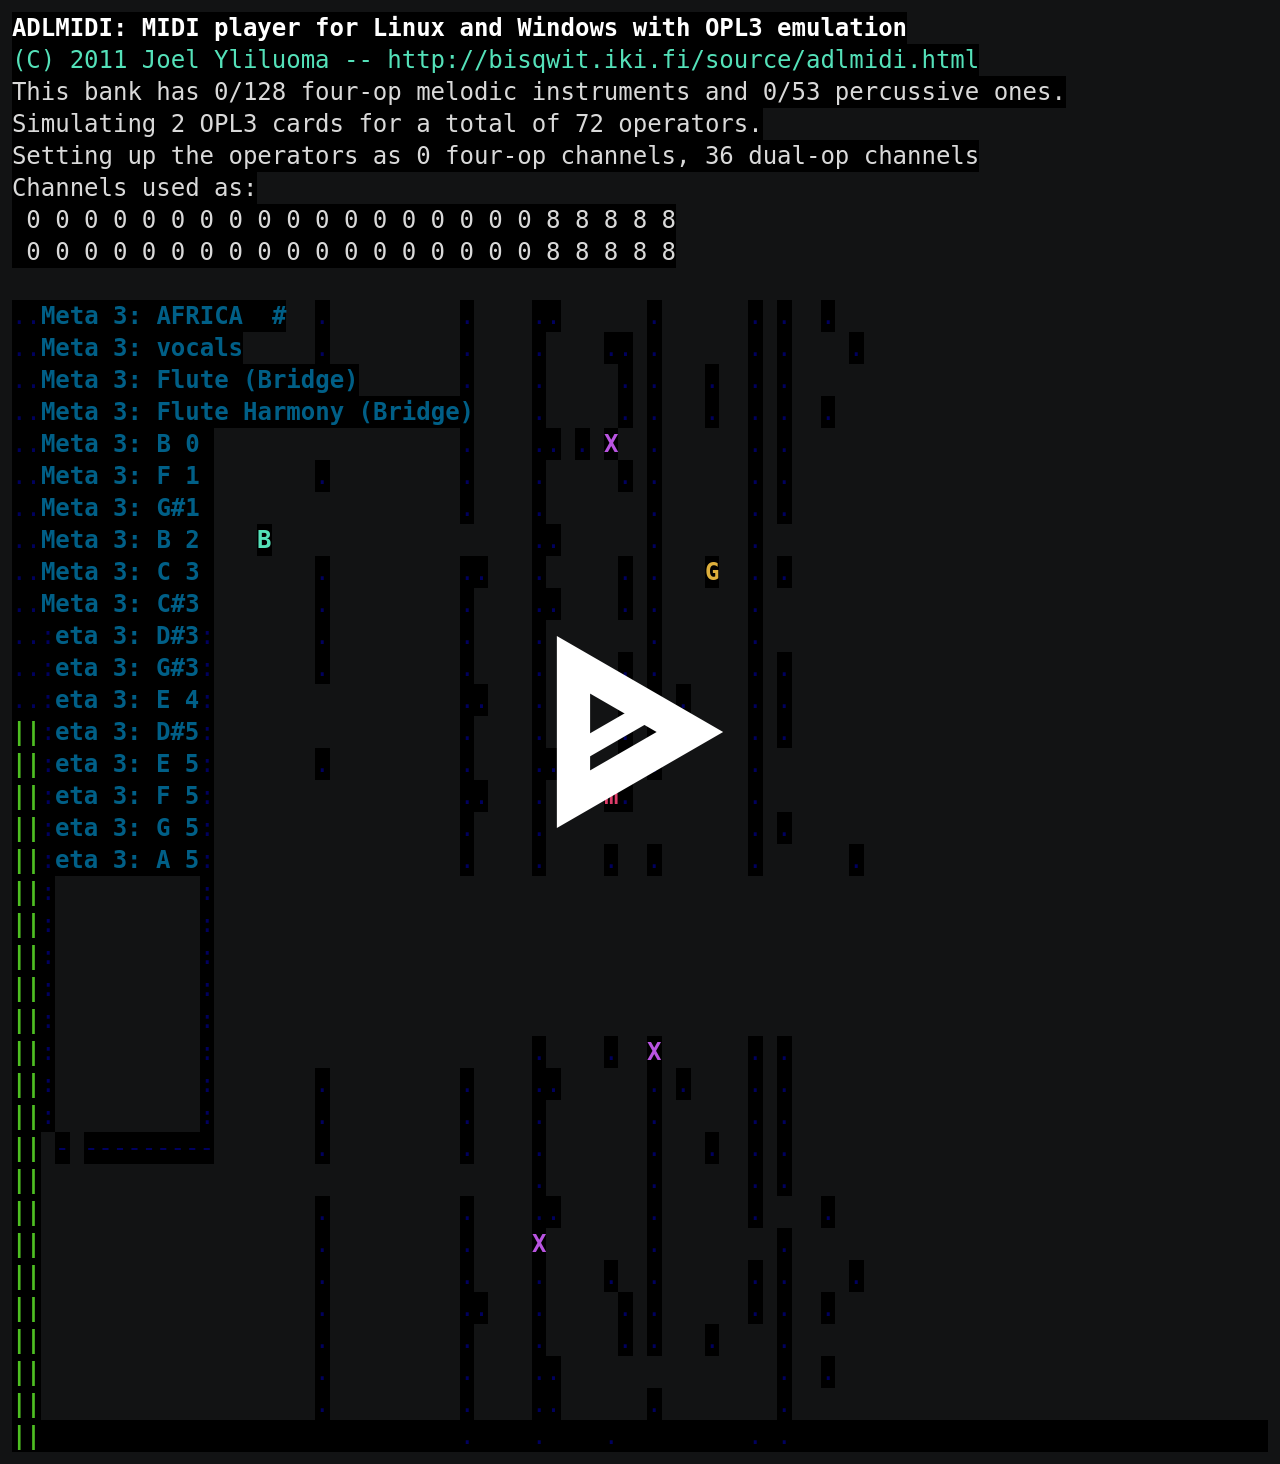 ADLMIDI: MIDI player for Linux and Windows with OPL3 emulation
(C) 2011 Joel Yliluoma -- http://bisqwit.iki.fi/source/adlmidi.html
This bank has 0/128 four-op melodic instruments and 0/53 percussive ones.
Simulating 2 OPL3 cards for a total of 72 operators.
Setting up the operators as 0 four-op channels, 36 dual-op channels
Channels used as:
0 0 0 0 0 0 0 0 0 0 0 0 0 0 0 0 0 0 8 8 8 8 8
0 0 0 0 0 0 0 0 0 0 0 0 0 0 0 0 0 0 8 8 8 8 8
Meta 3: AFRICA  #
Meta 3: vocals
Meta 3: Flute (Bridge)
Meta 3: Flute Harmony (Bridge)
Meta 3: B 0 X
Meta 3: F 1
Meta 3: G#1
Meta 3: B 2 B
Meta 3: C 3 G
Meta 3: C#3
eta 3: D#3
eta 3: G#3
eta 3: E 4
eta 3: D#5
eta 3: E 5
eta 3: F 5
eta 3: G 5
eta 3: A 5
X
X